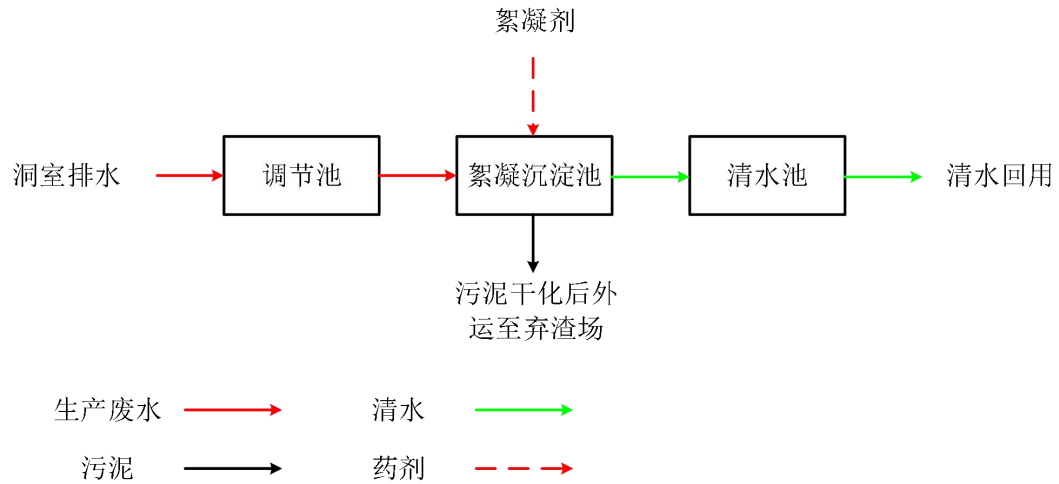 絮凝剂
洞室排水
调节池
絮凝沉淀池
清水池
清水回用
污泥干化后外
运至弃渣场
生产废水
清水
污泥
药剂